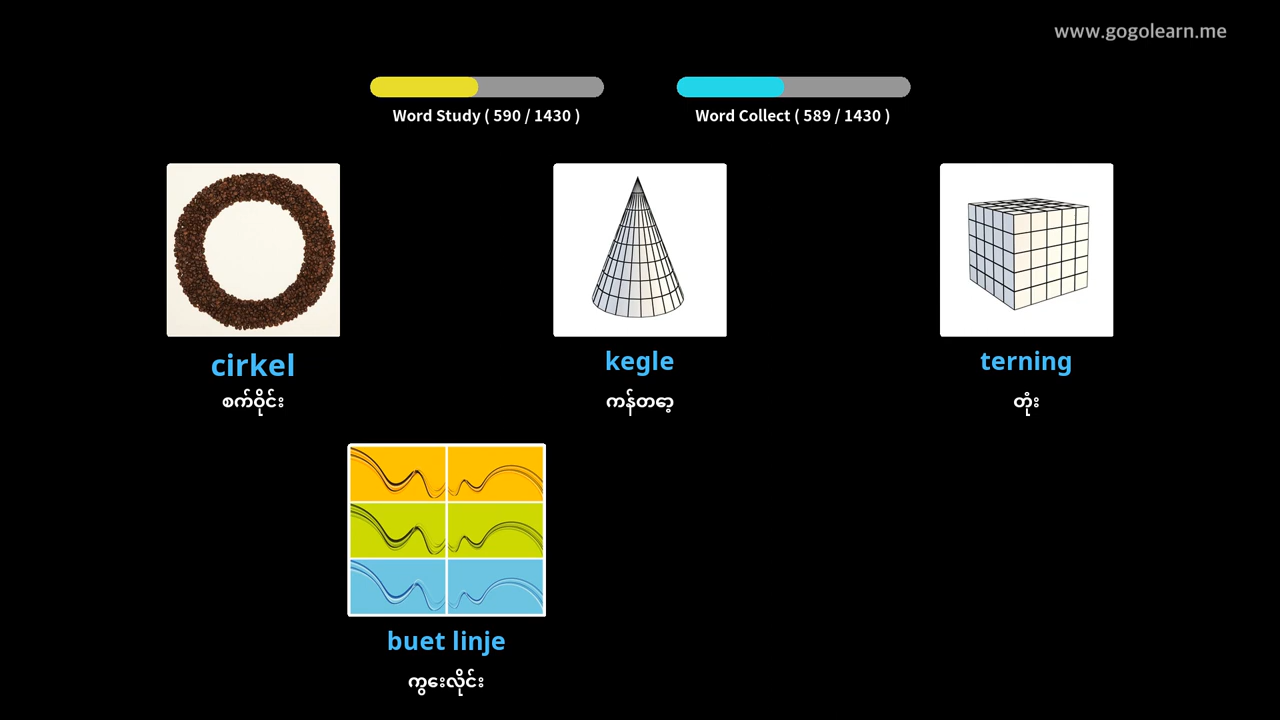 www.gogolearn.me
Word Study ( 590 / 1430 )
Word Collect ( 589 / 1430 )
cirkel
kegle
terning
စက်ဝိုင်း
ကန်တော့
တုံး
buet linje
ကွေးလိုင်း